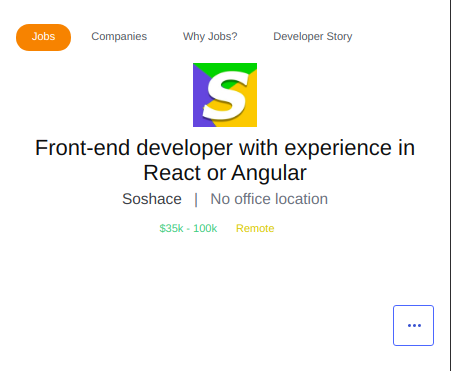 Jobs Companies Why Jobs? Developer Story
S
Front-end developer with experience in
React or Angular
Soshace | No office location
$35k - 100k Remote
...